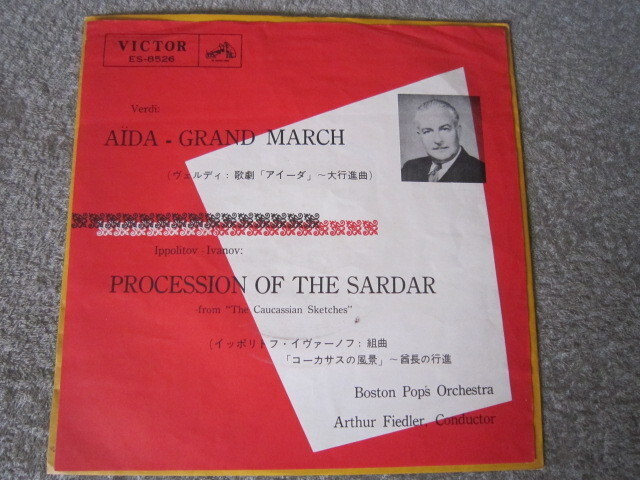 VICTOR
ES-8526
Verdi:
AÏDA - GRAND MARCH
(ヴェルディ: 歌劇「アイーダ」～大行進曲)
Ippolitov - Ivanov:
PROCESSION OF THE SARDAR
-from "The Caucassian Sketches"
(イッポリトフ・イヴァーノフ: 組曲
「コーカサスの風景」～酋長の行進
Boston Pop's Orchestra
Arthur Fiedler, Conductor